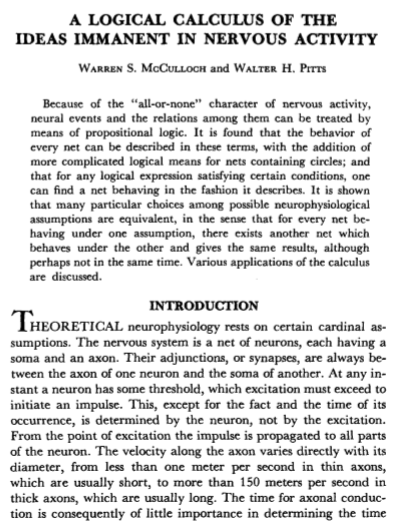 A LOGICAL CALCULUS OF THE
IDEAS IMMANENT IN NERVOUS ACTIVITY
WARREN S. MCCULLOCH and WALTER H. PITTS
Because of the "all-or-none" character of nervous activity,
neural events and the relations among them can be treated by
means of propositional logic. It is found that the behavior of
every net can be described in these terms, with the addition of
more complicated logical means for nets containing circles; and
that for any logical expression satisfying certain conditions, one
can find a net behaving in the fashion it describes. It is shown
that many particular choices among possible neurophysiological
assumptions are equivalent, in the sense that for every net be-
having under one assumption, there exists another net which
behaves under the other and gives the same results, although
perhaps not in the same time. Various applications of the calculus
are discussed.
INTRODUCTION
THEORETICAL neurophysiology rests on certain cardinal as-
sumptions. The nervous system is a net of neurons, each having a
soma and an axon. Their adjunctions, or synapses, are always be-
tween the axon of one neuron and the soma of another. At any in-
stant a neuron has some threshold, which excitation must exceed to
initiate an impulse. This, except for the fact and the time of its
occurrence, is determined by the neuron, not by the excitation.
From the point of excitation the impulse is propagated to all parts
of the neuron. The velocity along the axon varies directly with its
diameter, from less than one meter per second in thin axons,
which are usually short, to more than 150 meters per second in
thick axons, which are usually long. The time for axonal conduc-
tion is consequently of little importance in determining the time